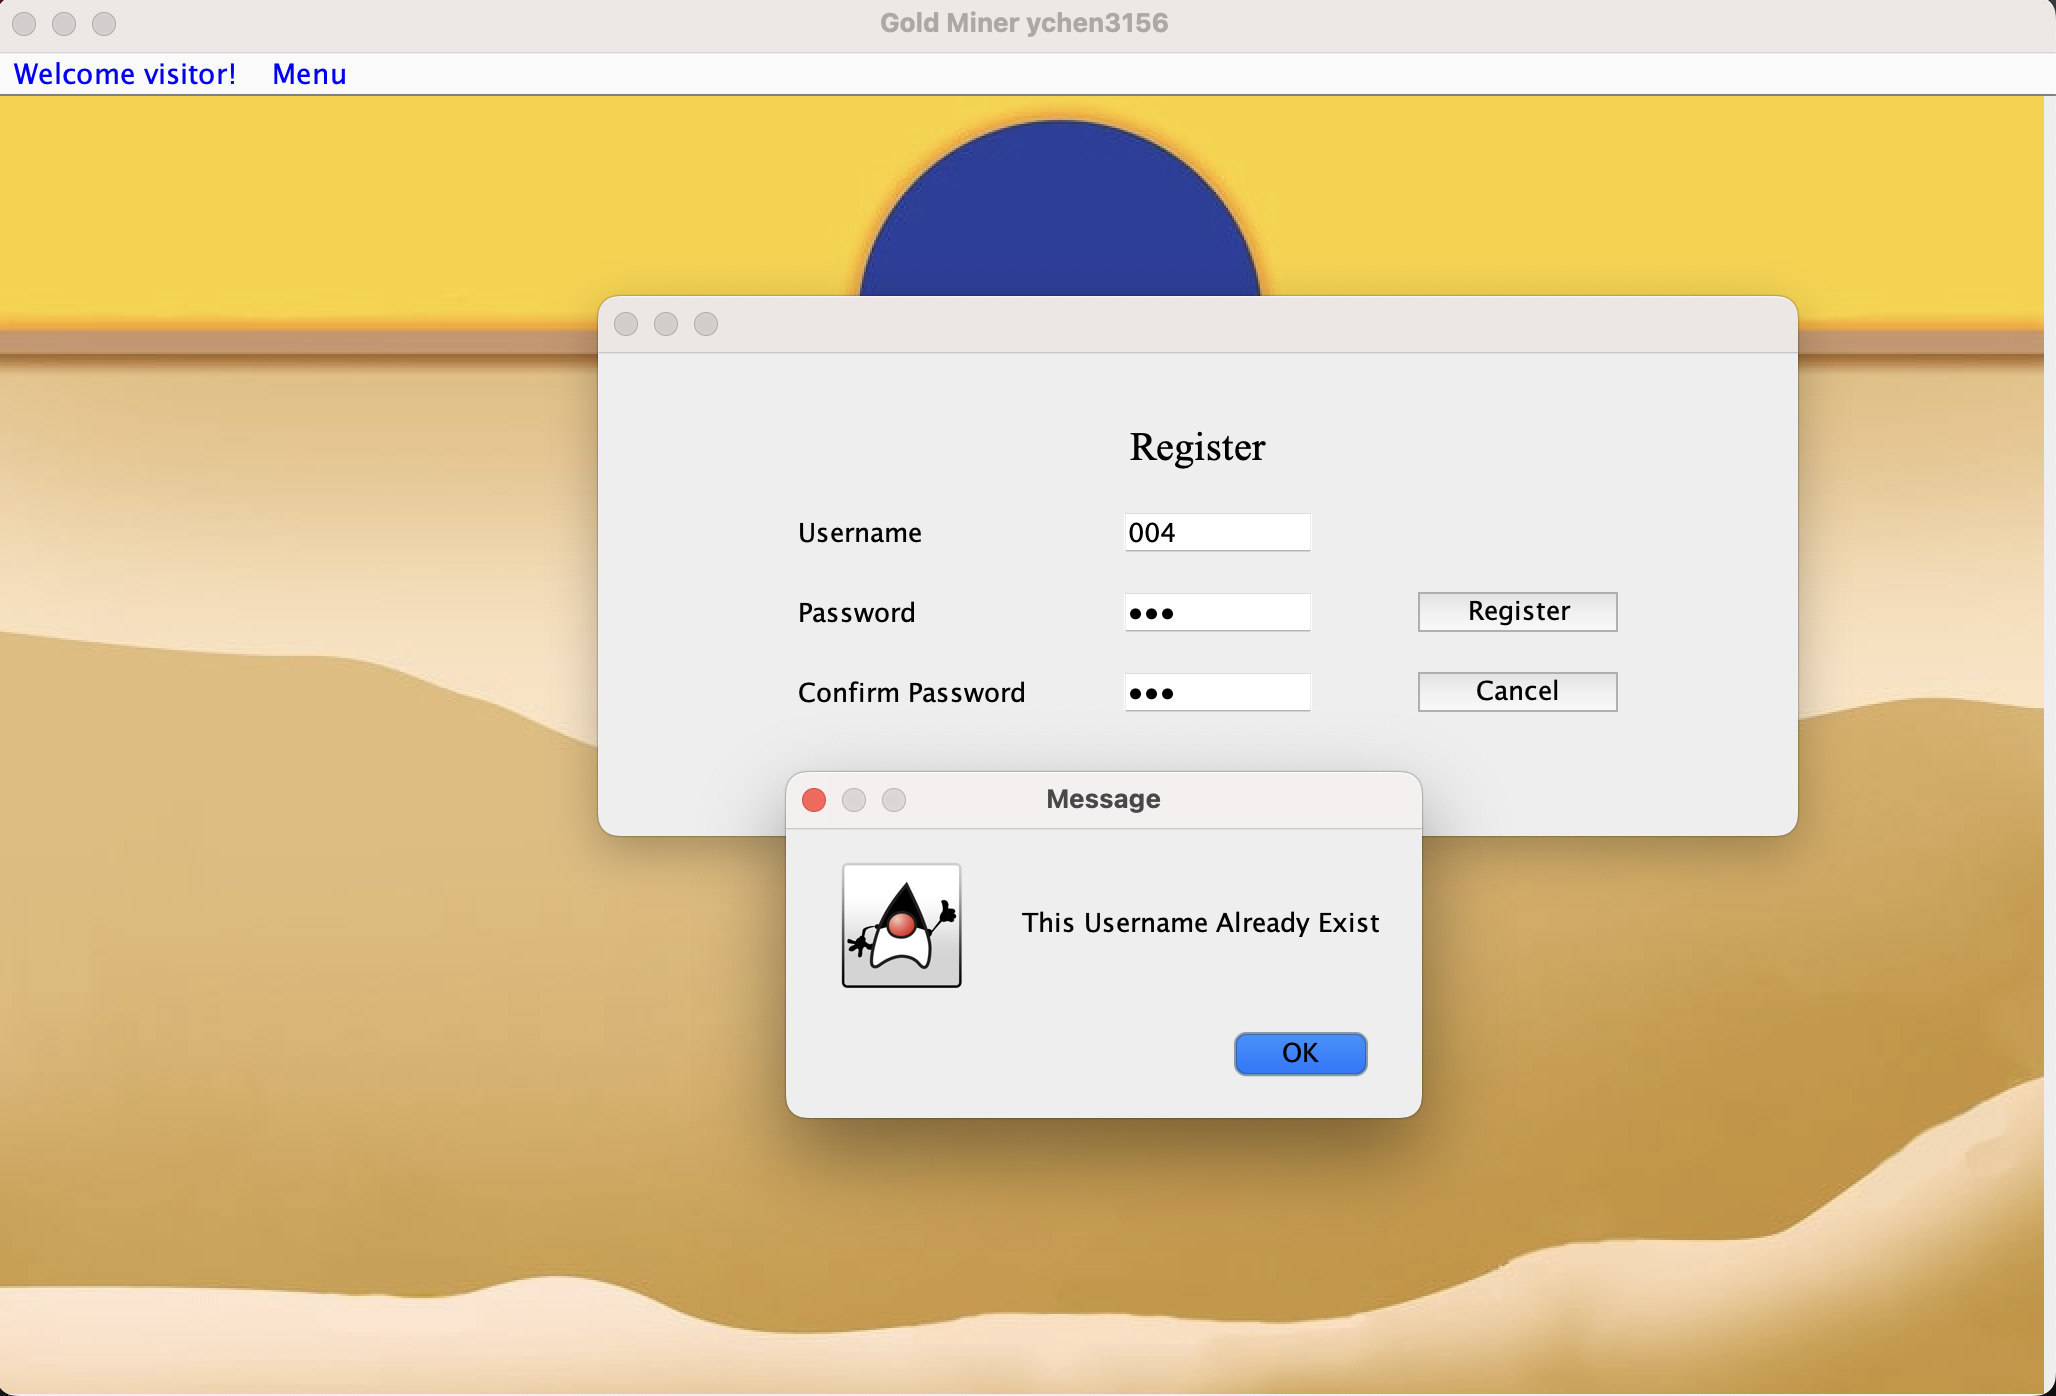 Gold Miner ychen3156
Welcome visitor! Menu
Register
Username 004
Password ●●● Register
Confirm Password ●●● Cancel
Message
This Username Already Exist
OK